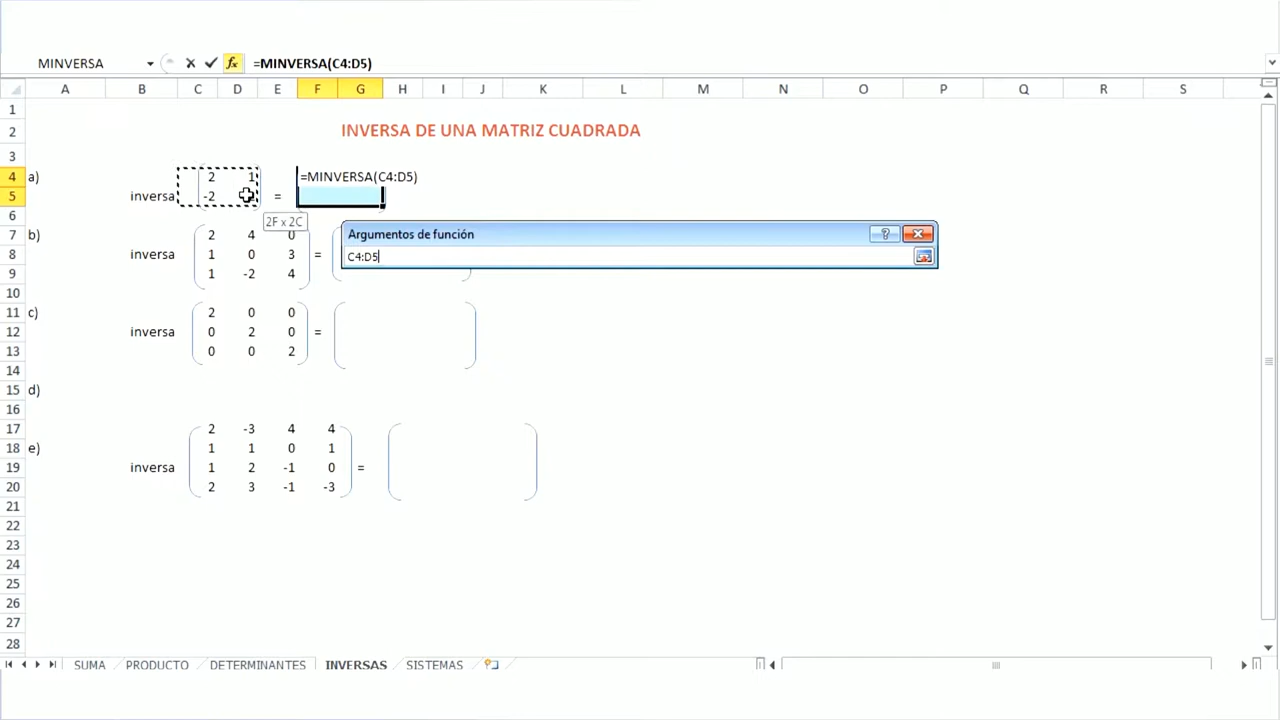 MINVERSA =MINVERSA(C4:D5)
A B C D E F G H I J K L M N O P Q R S
1
2 INVERSA DE UNA MATRIZ CUADRADA
3
4 a) 2 1 =MINVERSA(C4:D5)
5 inversa -2 =
6 2F x 2C
7 b) 2 4 0 Argumentos de función
8 inversa 1 0 3 = C4:D5
9 1 -2 4
10
11 c) 2 0 0
12 inversa 0 2 0 =
13 0 0 2
14
15 d)
16
17 2 -3 4 4
18 e) 1 1 0 1
19 inversa 1 2 -1 0 =
20 2 3 -1 -3
21
22
23
24
25
26
27
28
SUMA PRODUCTO DETERMINANTES INVERSAS SISTEMAS